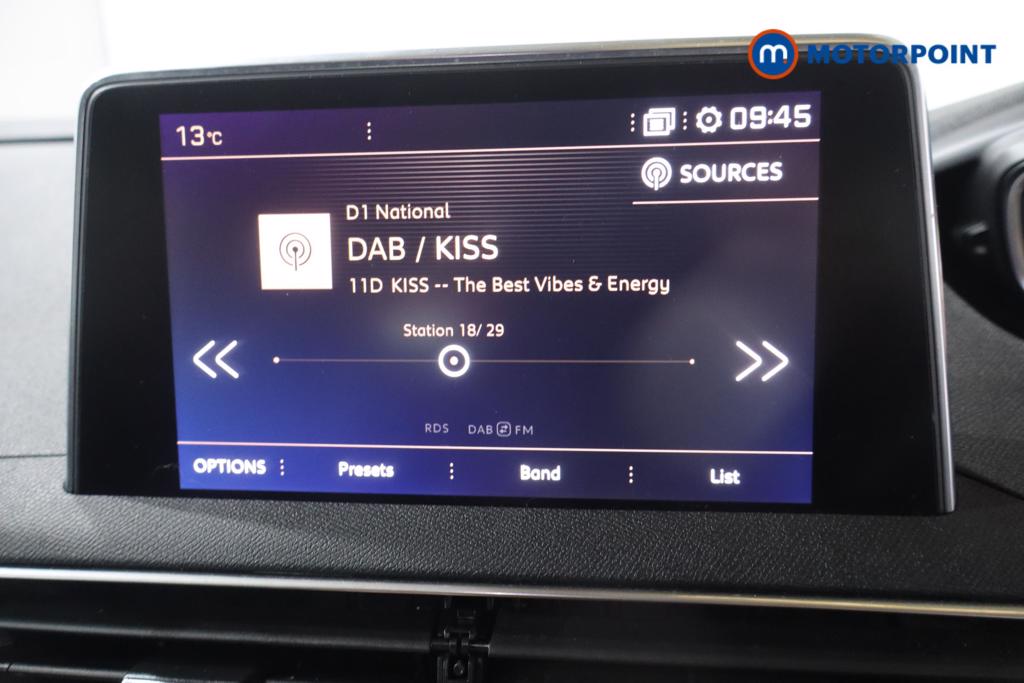 m. MOTORPOINT
13°C
09:45
SOURCES
D1 National
DAB / KISS
11D KISS -- The Best Vibes & Energy
Station 18/ 29
RDS DAB FM
OPTIONS Presets Band List